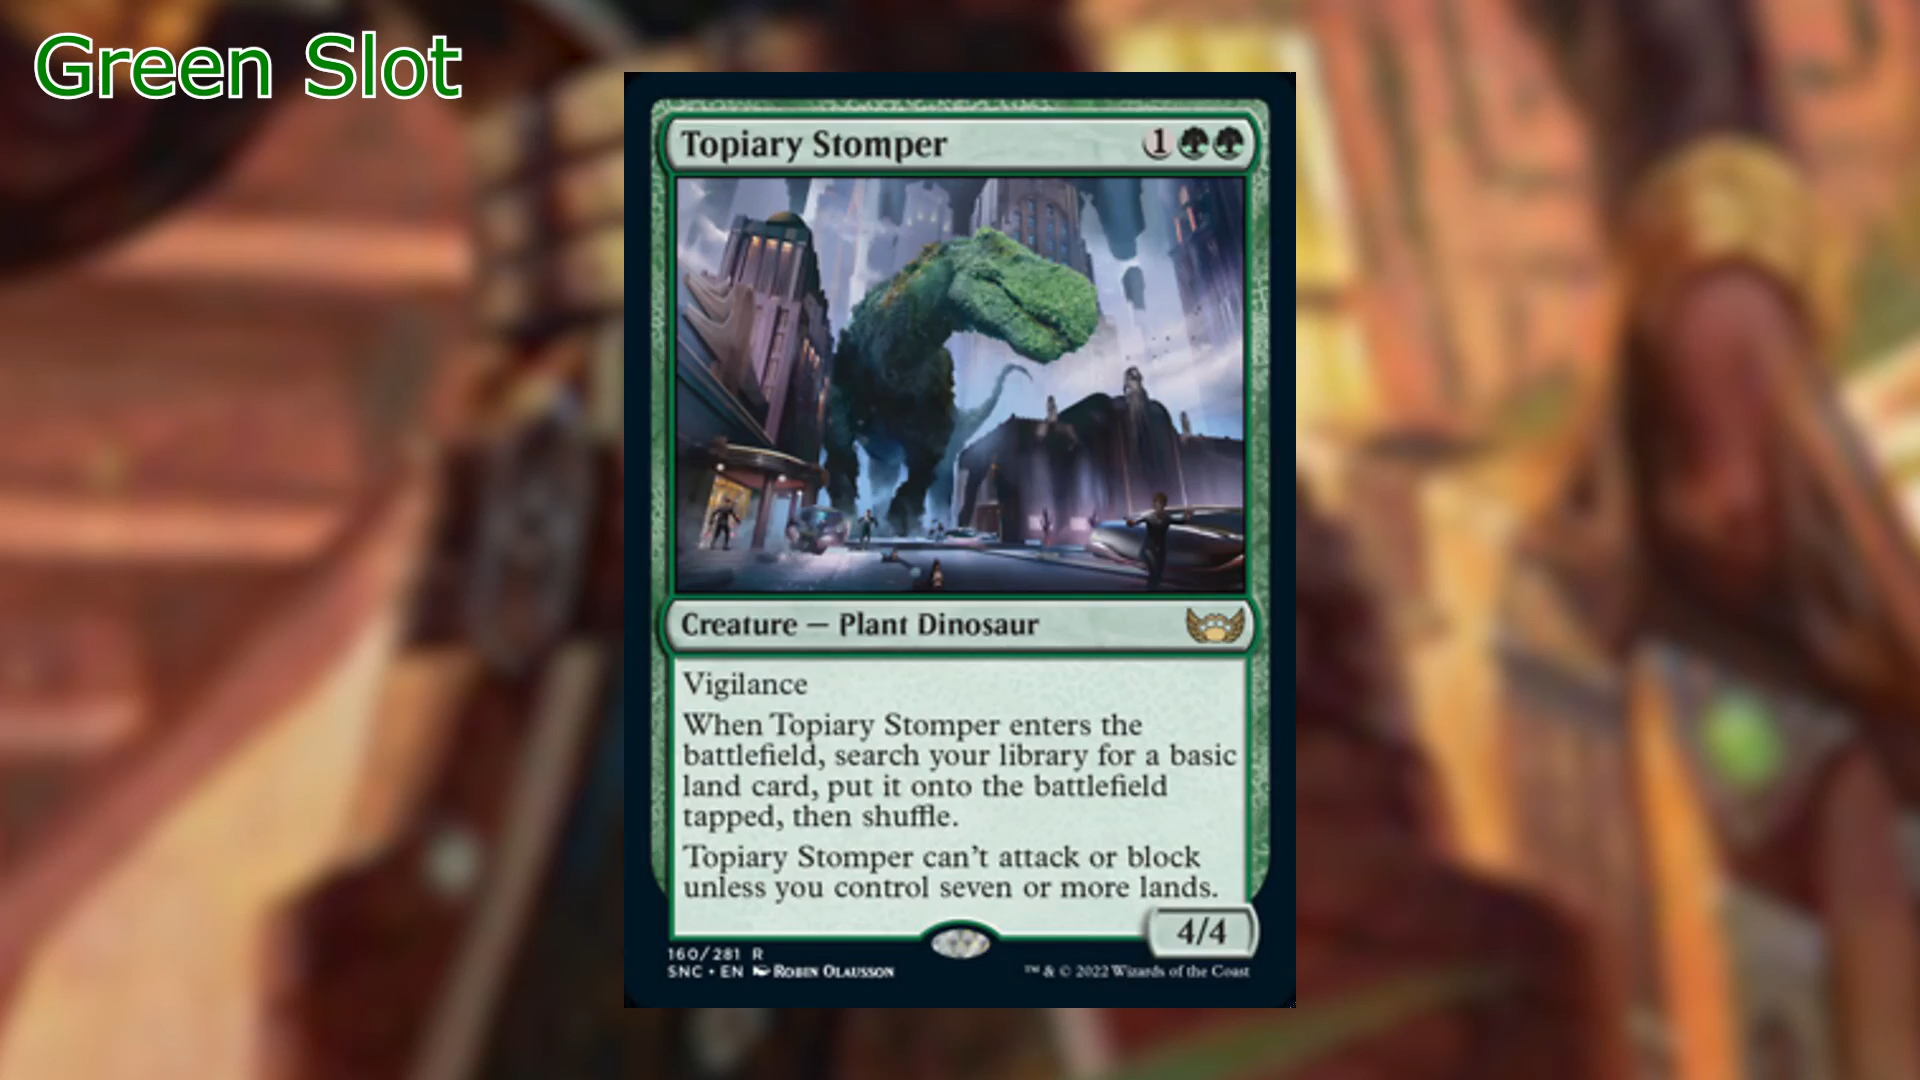 Green Slot
Topiary Stomper 1
Creature — Plant Dinosaur
Vigilance
When Topiary Stomper enters the
battlefield, search your library for a basic
land card, put it onto the battlefield
tapped, then shuffle.
Topiary Stomper can't attack or block
unless you control seven or more lands.
4/4
160/281 R
SNC • EN Robin Olausson
™ & © 2022 Wizards of the Coast